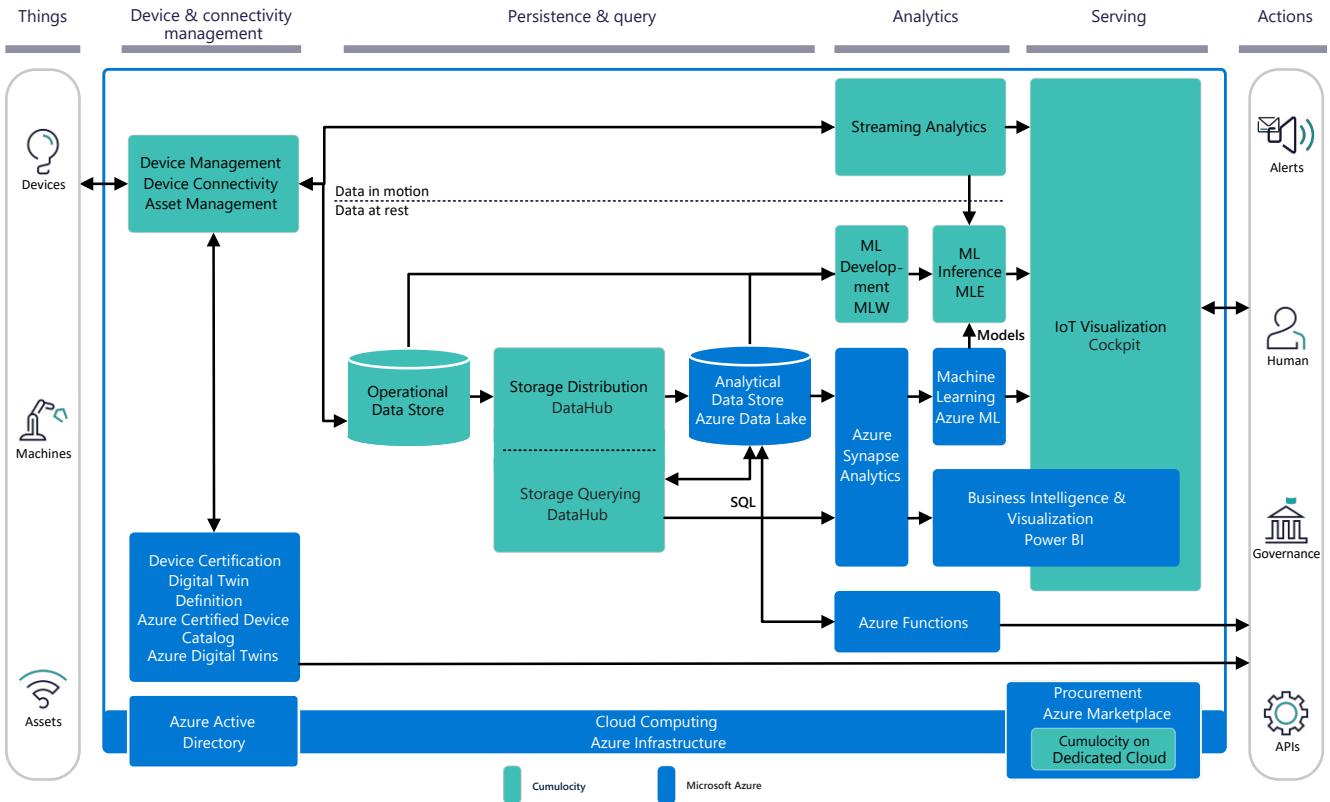 Things
Device & connectivity
management
Persistence & query
Analytics
Serving
Actions
Devices
Machines
Assets
Device Management
Device Connectivity
Asset Management
Data in motion
Data at rest
Streaming Analytics
ML
Develop-
ment
MLW
ML
Inference
MLE
Models
IoT Visualization
Cockpit
Operational
Data Store
Storage Distribution
DataHub
Storage Querying
DataHub
Analytical
Data Store
Azure Data Lake
SQL
Azure
Synapse
Analytics
Machine
Learning
Azure ML
Business Intelligence &
Visualization
Power BI
Device Certification
Digital Twin
Definition
Azure Certified Device
Catalog
Azure Digital Twins
Azure Functions
Azure Active
Directory
Cloud Computing
Azure Infrastructure
Procurement
Azure Marketplace
Cumulocity on
Dedicated Cloud
Alerts
Human
Governance
APIs
Cumulocity
Microsoft Azure